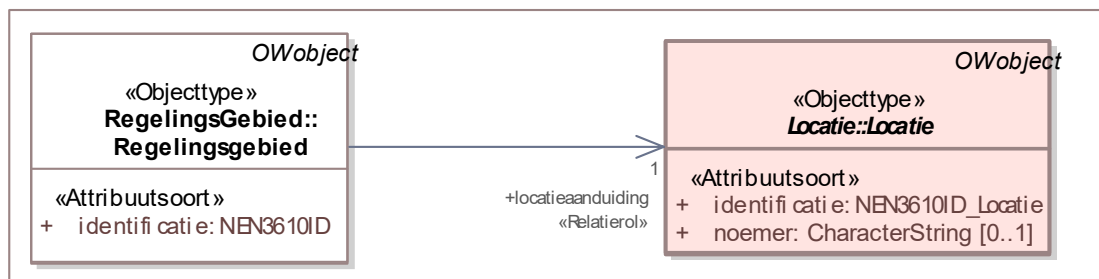 OWobject
«Objecttype»
RegelingsGebied::
Regelingsgebied
«Attribuutsoort»
+ identificatie: NEN3610ID
1
+locatieaanduiding
«Relatierol»
OWobject
«Objecttype»
Locatie::Locatie
«Attribuutsoort»
+ identificatie: NEN3610ID_Locatie
+ noemer: CharacterString [0..1]